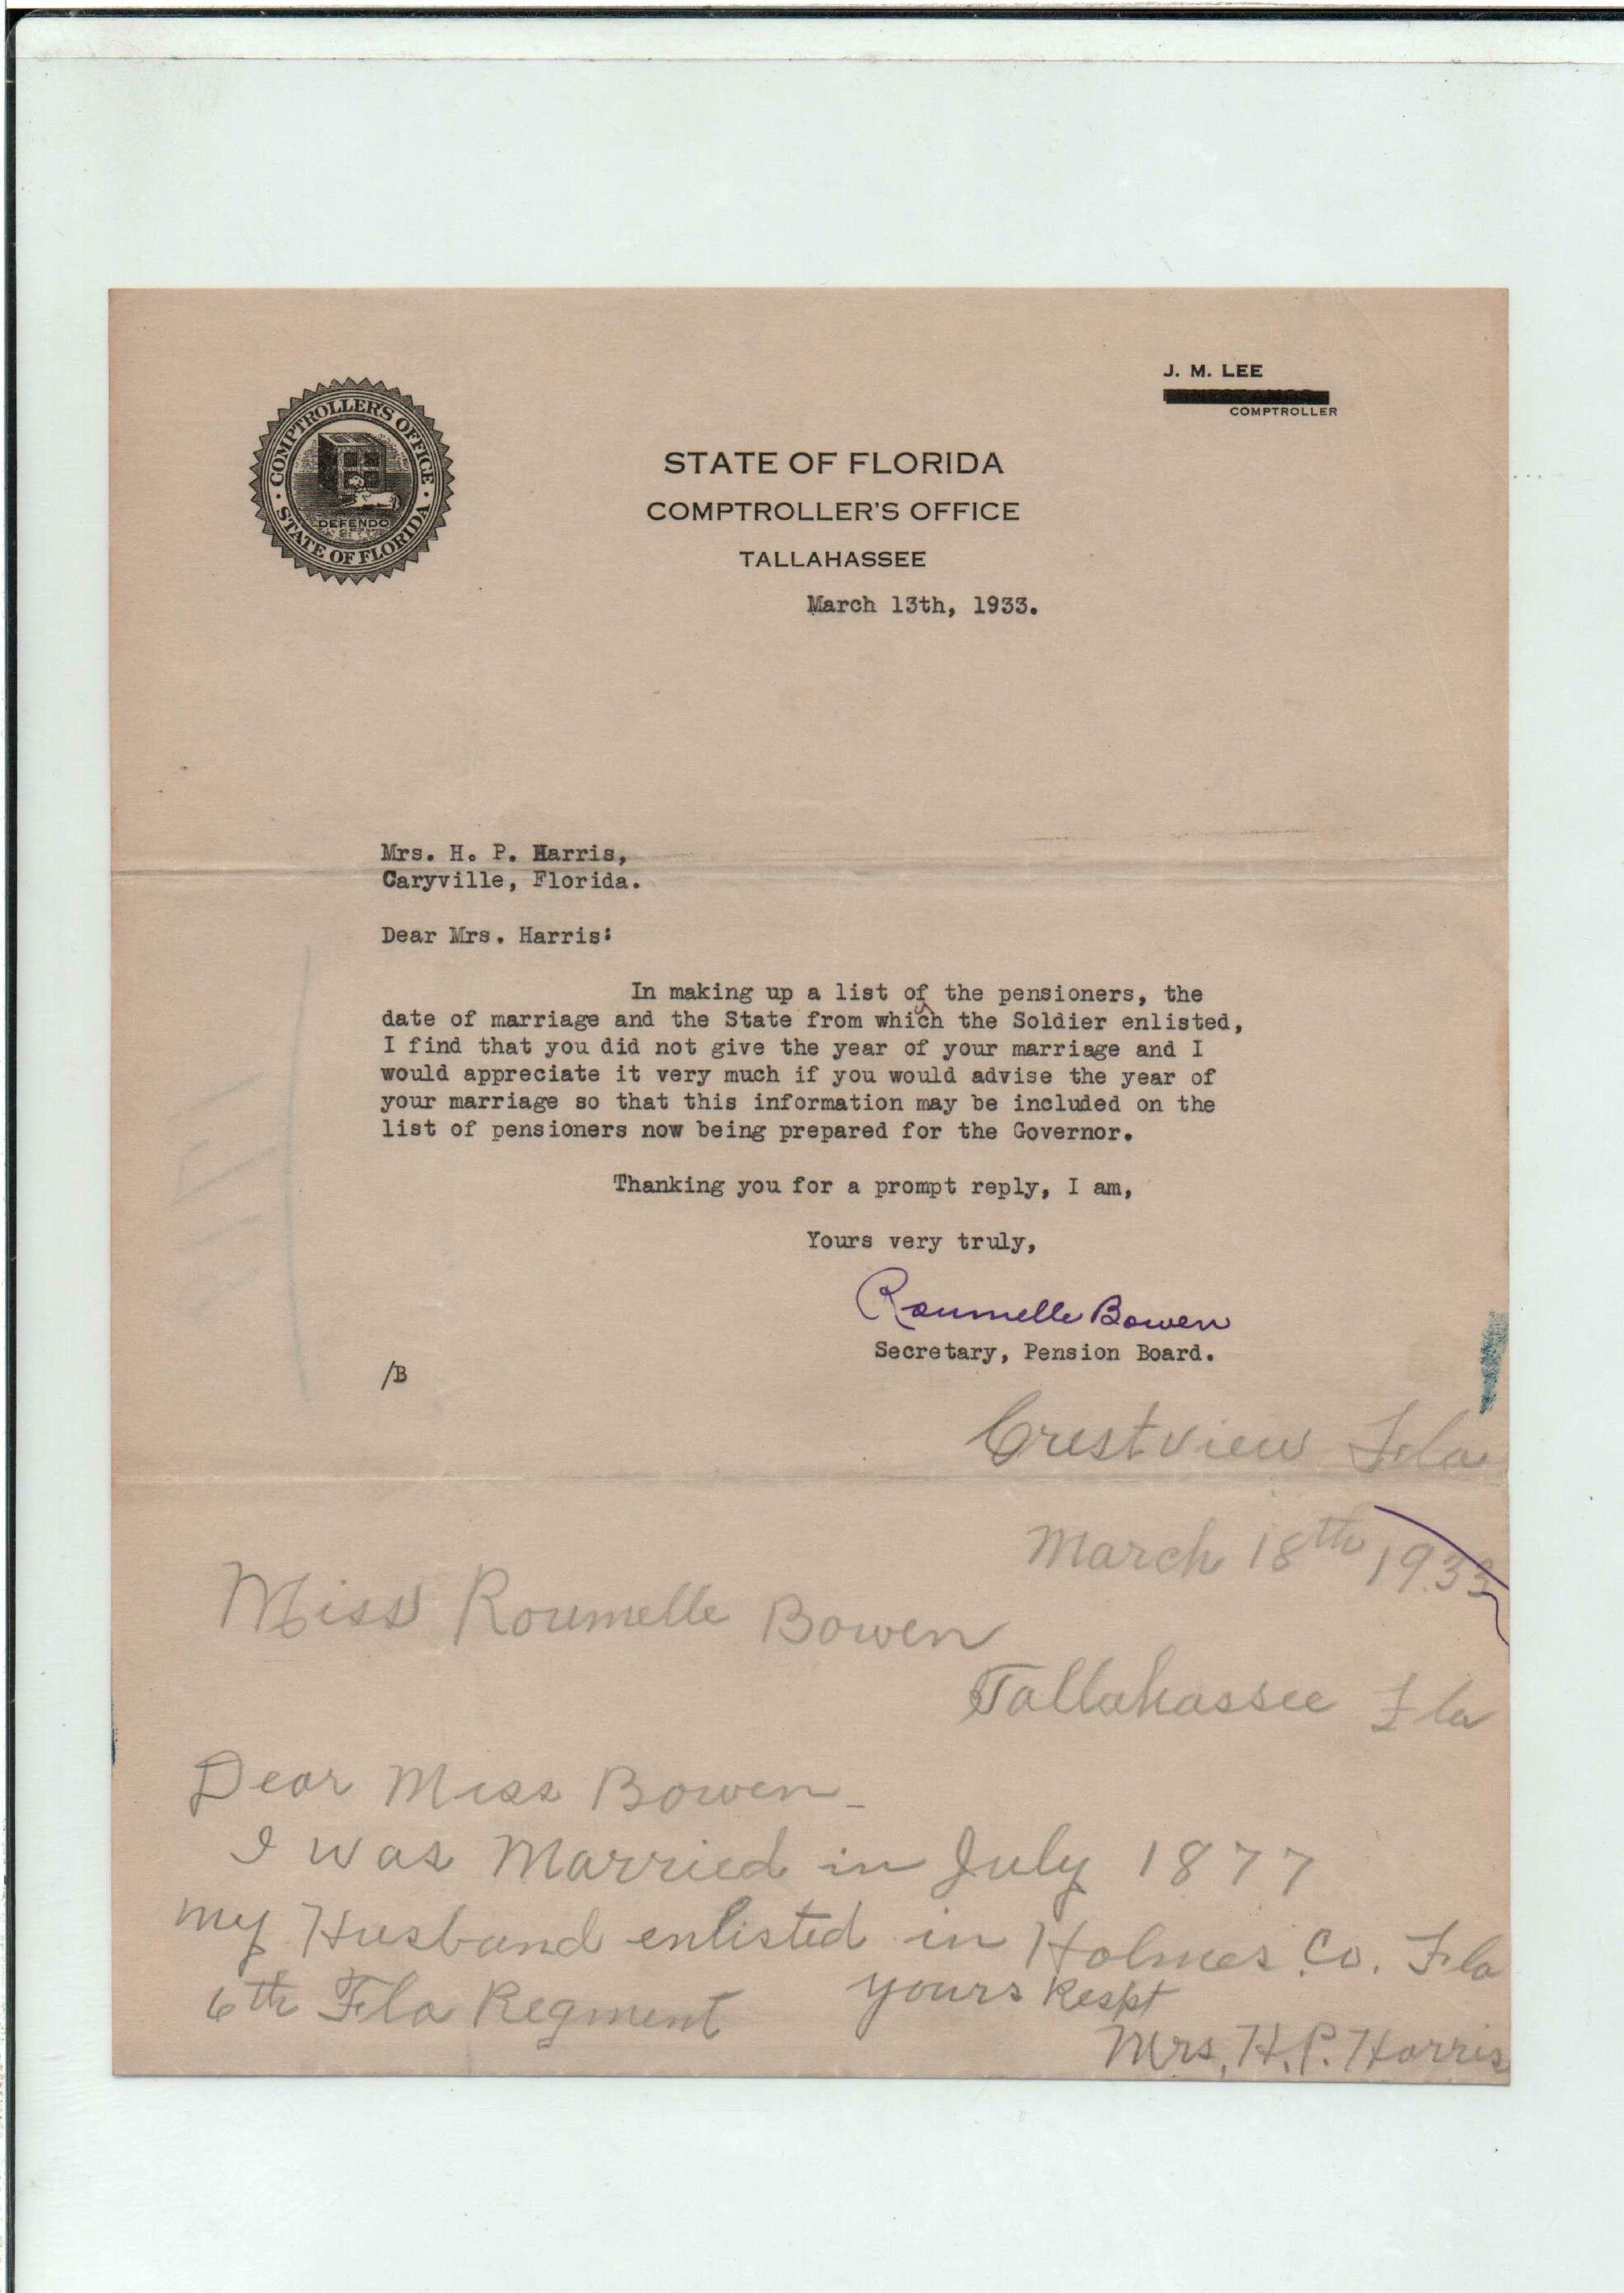 J. M. LEE
COMPTROLLER
COMPTROLLER'S OFFICE
DEFENDO
STATE OF FLORIDA
STATE OF FLORIDA
COMPTROLLER'S OFFICE
TALLAHASSEE
March 13th, 1933.
Mrs. H. P. Harris,
Caryville, Florida.
Dear Mrs. Harris:
In making up a list of the pensioners, the
date of marriage and the State from which the Soldier enlisted,
I find that you did not give the year of your marriage and I
would appreciate it very much if you would advise the year of
your marriage so that this information may be included on the
list of pensioners now being prepared for the Governor.
Thanking you for a prompt reply, I am,
Yours very truly,
Roumelle Bowen
Secretary, Pension Board.
/B
Crestview Fla
March 18th 1933
Miss Roumelle Bowen
Tallahassee Fla
Dear Miss Bowen-
I was Married in July 1877
my Husband enlisted in Holmes Co. Fla
6th Fla Regment yours Respt
Mrs. H. P. Harris